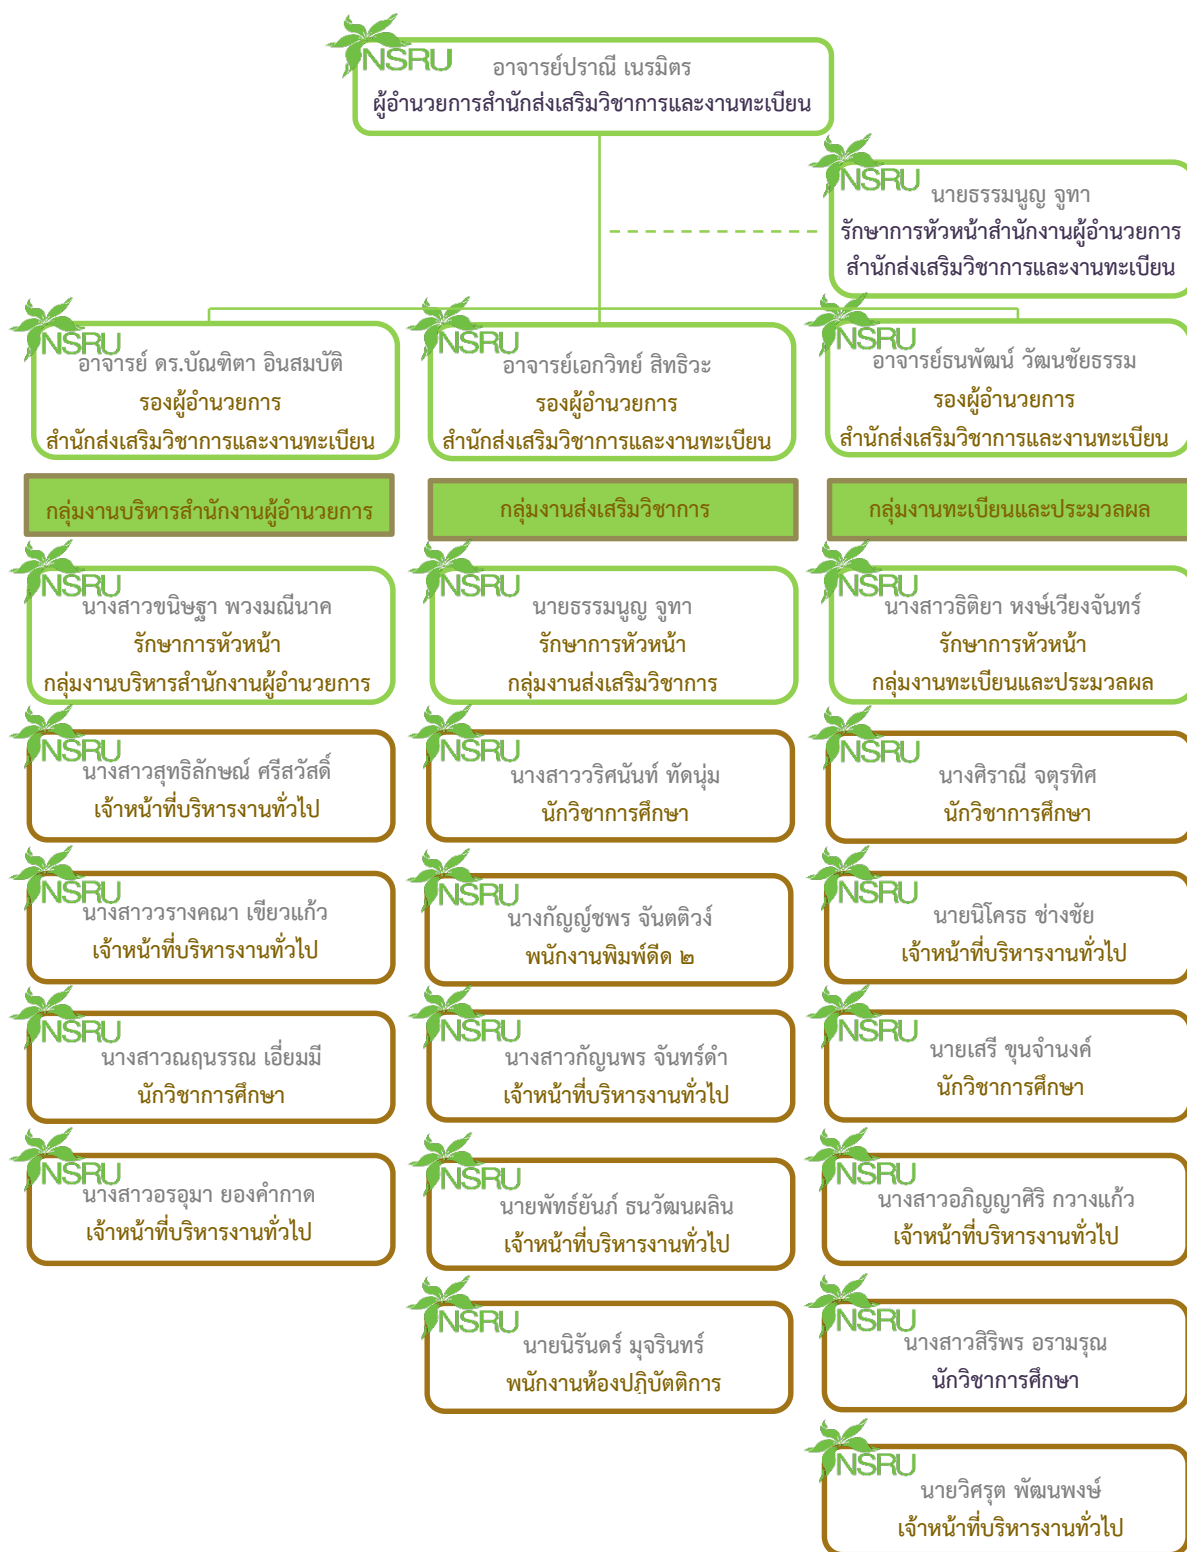 NSRU
อาจารย์ปราณี เนรมิตร
ผู้อำนวยการสำนักส่งเสริมวิชาการและงานทะเบียน
NSRU
นายธรรมนูญ จูทา
รักษาการหัวหน้าสำนักงานผู้อำนวยการ
สำนักส่งเสริมวิชาการและงานทะเบียน
NSRU
อาจารย์ ดร.บัณฑิตา อินสมบัติ
รองผู้อำนวยการ
สำนักส่งเสริมวิชาการและงานทะเบียน
NSRU
อาจารย์เอกวิทย์ สิทธิวะ
รองผู้อำนวยการ
สำนักส่งเสริมวิชาการและงานทะเบียน
NSRU
อาจารย์ธนพัฒน์ วัฒนชัยธรรม
รองผู้อำนวยการ
สำนักส่งเสริมวิชาการและงานทะเบียน
กลุ่มงานบริหารสำนักงานผู้อำนวยการ
กลุ่มงานส่งเสริมวิชาการ
กลุ่มงานทะเบียนและประมวลผล
NSRU
นางสาวขนิษฐา พวงมณีนาค
รักษาการหัวหน้า
กลุ่มงานบริหารสำนักงานผู้อำนวยการ
NSRU
นายธรรมนูญ จูทา
รักษาการหัวหน้า
กลุ่มงานส่งเสริมวิชาการ
NSRU
นางสาวธิติยา หงษ์เวียงจันทร์
รักษาการหัวหน้า
กลุ่มงานทะเบียนและประมวลผล
NSRU
นางสาวสุทธิลักษณ์ ศรีสวัสดิ์
เจ้าหน้าที่บริหารงานทั่วไป
NSRU
นางสาววริศนันท์ ทัดนุ่ม
นักวิชาการศึกษา
NSRU
นางศิราณี จตุรทิศ
นักวิชาการศึกษา
NSRU
นางสาววรางคณา เขียวแก้ว
เจ้าหน้าที่บริหารงานทั่วไป
NSRU
นางกัญญ์ชพร จันตติวง์
พนักงานพิมพ์ดีด ๒
NSRU
นายนิโครธ ช่างชัย
เจ้าหน้าที่บริหารงานทั่วไป
NSRU
นางสาวณฤนรรณ เอี่ยมมี
นักวิชาการศึกษา
NSRU
นางสาวกัญนพร จันทร์ดำ
เจ้าหน้าที่บริหารงานทั่วไป
NSRU
นายเสรี ขุนจำนงค์
นักวิชาการศึกษา
NSRU
นางสาวอรอุมา ยองคำกาด
เจ้าหน้าที่บริหารงานทั่วไป
NSRU
นายพัทธ์ยันภ์ ธนวัฒนผลิน
เจ้าหน้าที่บริหารงานทั่วไป
NSRU
นางสาวอภิญญาศิริ กวางแก้ว
เจ้าหน้าที่บริหารงานทั่วไป
NSRU
นายนิรันดร์ มุจรินทร์
พนักงานห้องปฏิบัตติการ
NSRU
นางสาวสิริพร อรามรุณ
นักวิชาการศึกษา
NSRU
นายวิศรุต พัฒนพงษ์
เจ้าหน้าที่บริหารงานทั่วไป